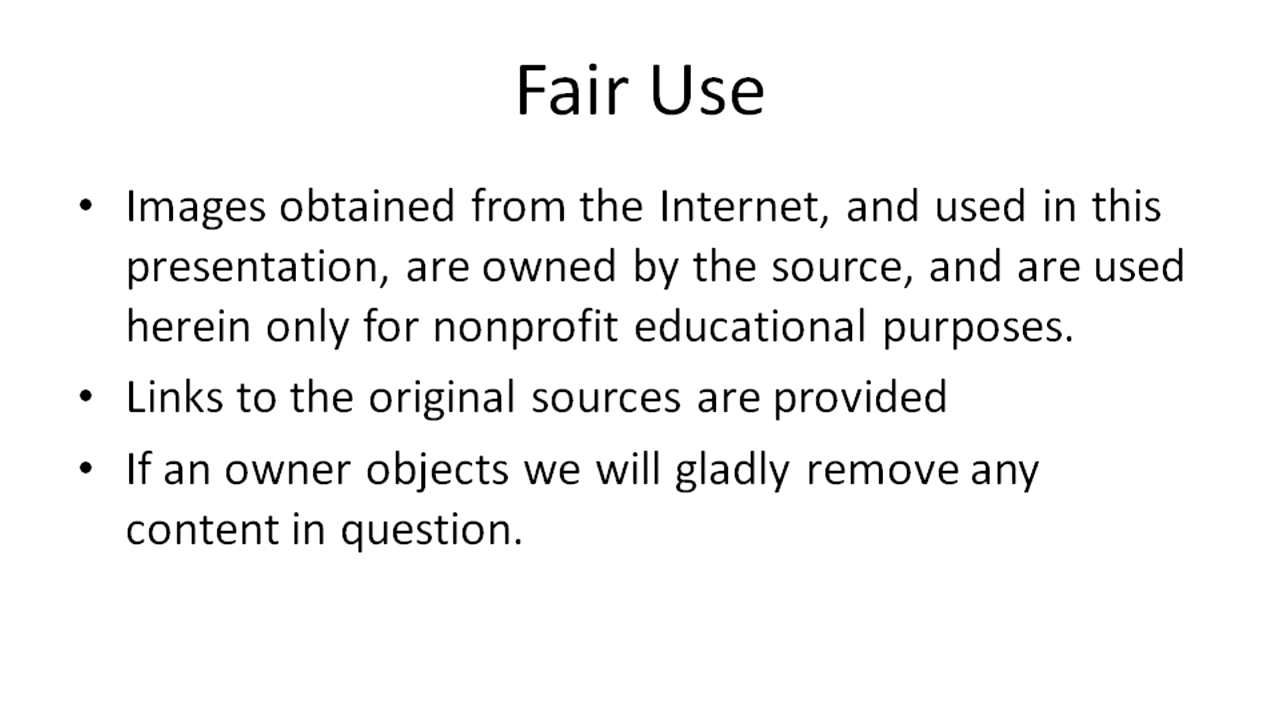 Fair Use
• Images obtained from the Internet, and used in this
presentation, are owned by the source, and are used
herein only for nonprofit educational purposes.
• Links to the original sources are provided
• If an owner objects we will gladly remove any
content in question.